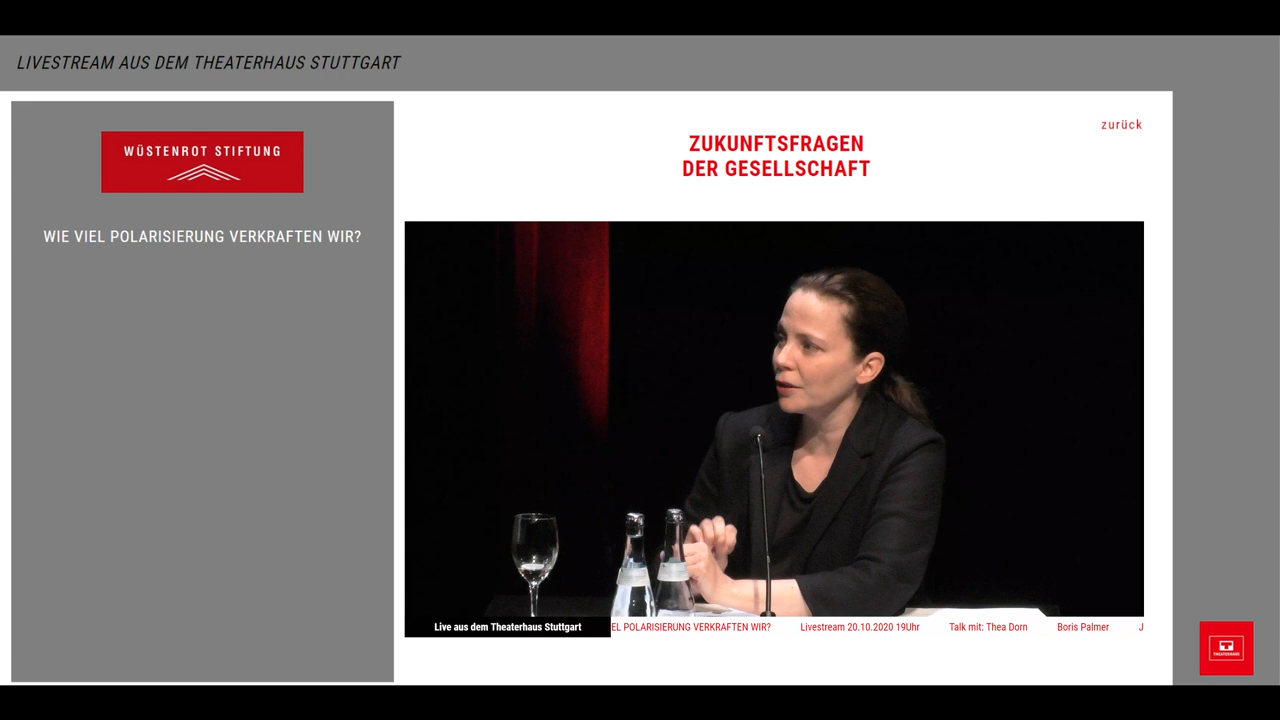 LIVESTREAM AUS DEM THEATERHAUS STUTTGART
WÜSTENROT STIFTUNG
WIE VIEL POLARISIERUNG VERKRAFTEN WIR?
zurück
ZUKUNFTSFRAGEN
DER GESELLSCHAFT
Live aus dem Theaterhaus Stuttgart
EL POLARISIERUNG VERKRAFTEN WIR? Livestream 20.10.2020 19Uhr Talk mit: Thea Dorn Boris Palmer J
THEATERHAUS